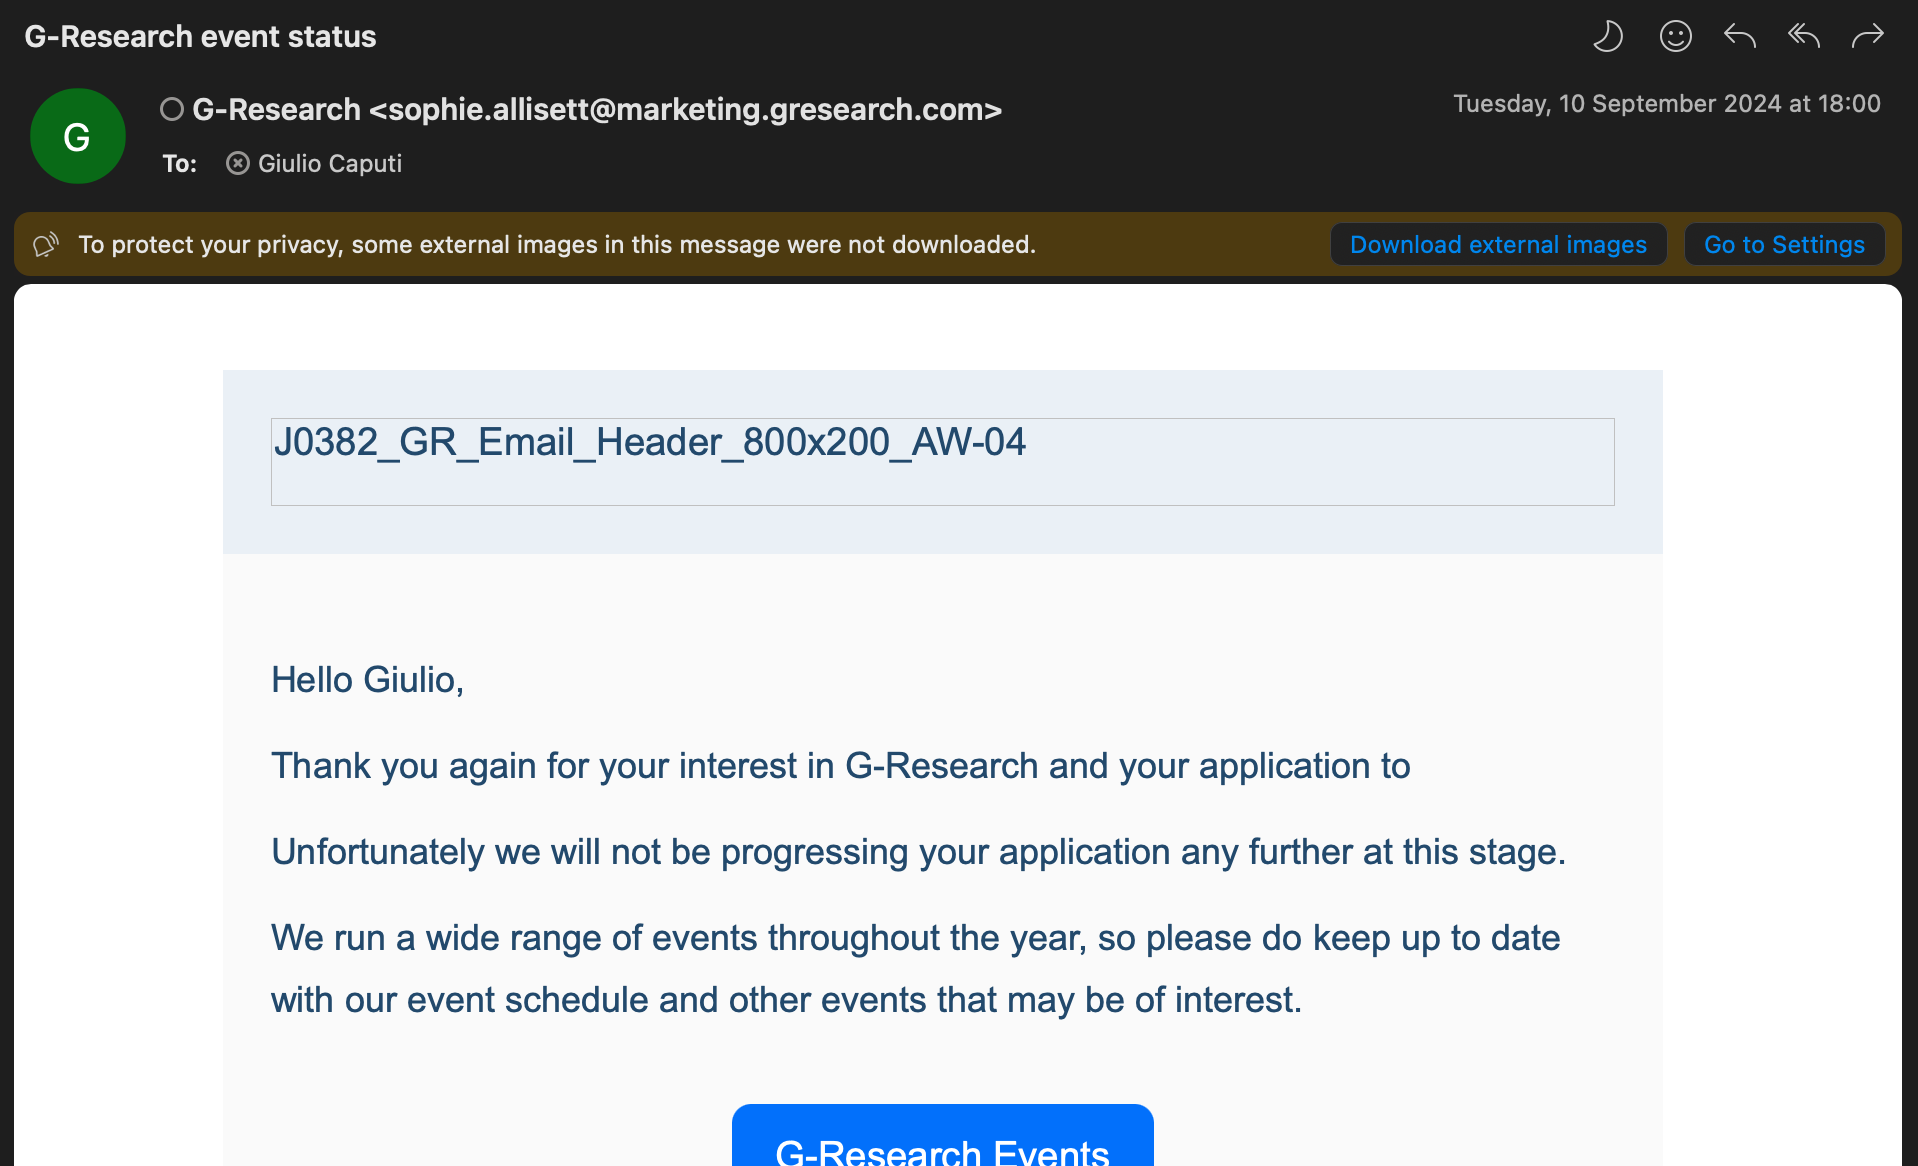 G-Research event status
G
G-Research <sophie.allisett@marketing.gresearch.com>
Tuesday, 10 September 2024 at 18:00
To: Giulio Caputi
To protect your privacy, some external images in this message were not downloaded.
Download external images
Go to Settings
J0382_GR_Email_Header_800x200_AW-04
Hello Giulio,
Thank you again for your interest in G-Research and your application to
Unfortunately we will not be progressing your application any further at this stage.
We run a wide range of events throughout the year, so please do keep up to date
with our event schedule and other events that may be of interest.
G-Research Events